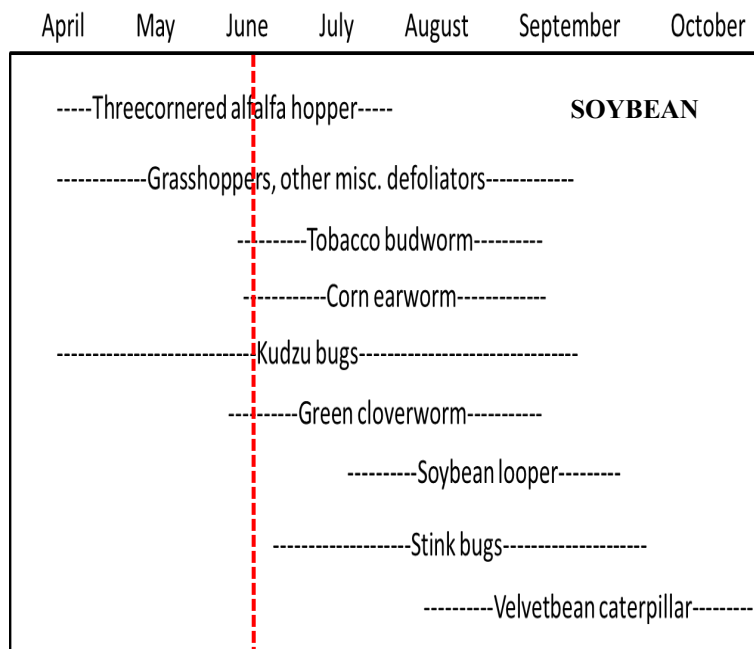 April May June July August September October
-----Threecornered alfalfa hopper----- SOYBEAN
-------------Grasshoppers, other misc. defoliators-------------
----------Tobacco budworm----------
------------Corn earworm-------------
-----------------------------Kudzu bugs--------------------------------
----------Green cloverworm-----------
----------Soybean looper---------
--------------------Stink bugs---------------------
----------Velvetbean caterpillar---------